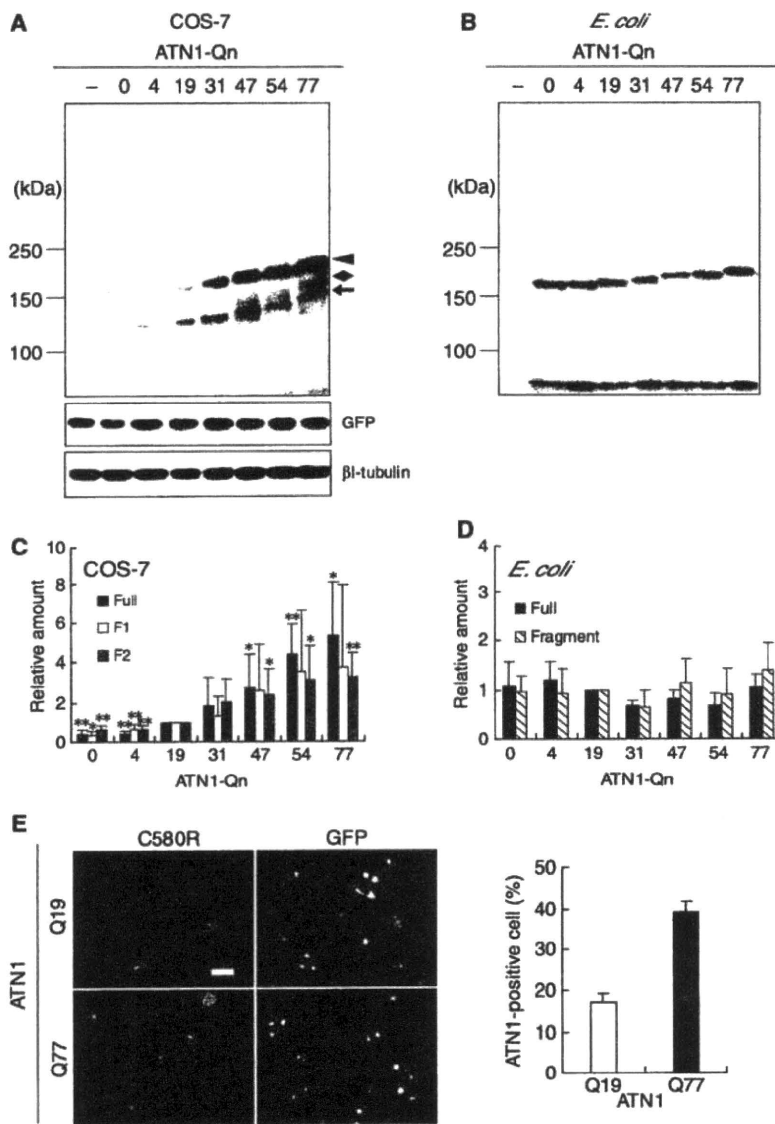 A
COS-7
ATN1-Qn
– 0 4 19 31 47 54 77
(kDa)
250
150
100
GFP
βI-tubulin
B
E. coli
ATN1-Qn
– 0 4 19 31 47 54 77
(kDa)
250
150
100
C
COS-7
Full
F1
F2
Relative amount
10
8
6
4
2
0
** * **
** ** **
* *
** *
* **
0 4 19 31 47 54 77
ATN1-Qn
D
E. coli
Full
Fragment
Relative amount
4
3
2
1
0
0 4 19 31 47 54 77
ATN1-Qn
E
C580R GFP
ATN1
Q19
Q77
ATN1-positive cell (%)
50
40
30
20
10
0
Q19 Q77
ATN1